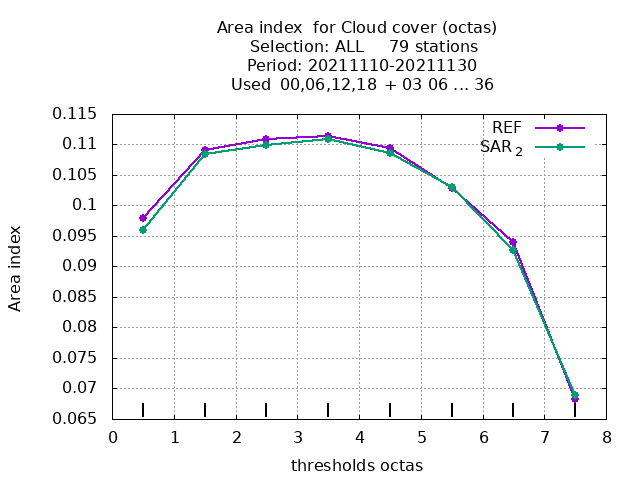 Area index  for Cloud cover (octas)
Selection: ALL     79 stations
Period: 20211110-20211130
Used  00,06,12,18  + 03 06 ... 36
REF
SAR 2
0.115
0.11
0.105
0.1
0.095
0.09
0.085
0.08
0.075
0.07
0.065
Area index
0 1 2 3 4 5 6 7 8
thresholds octas